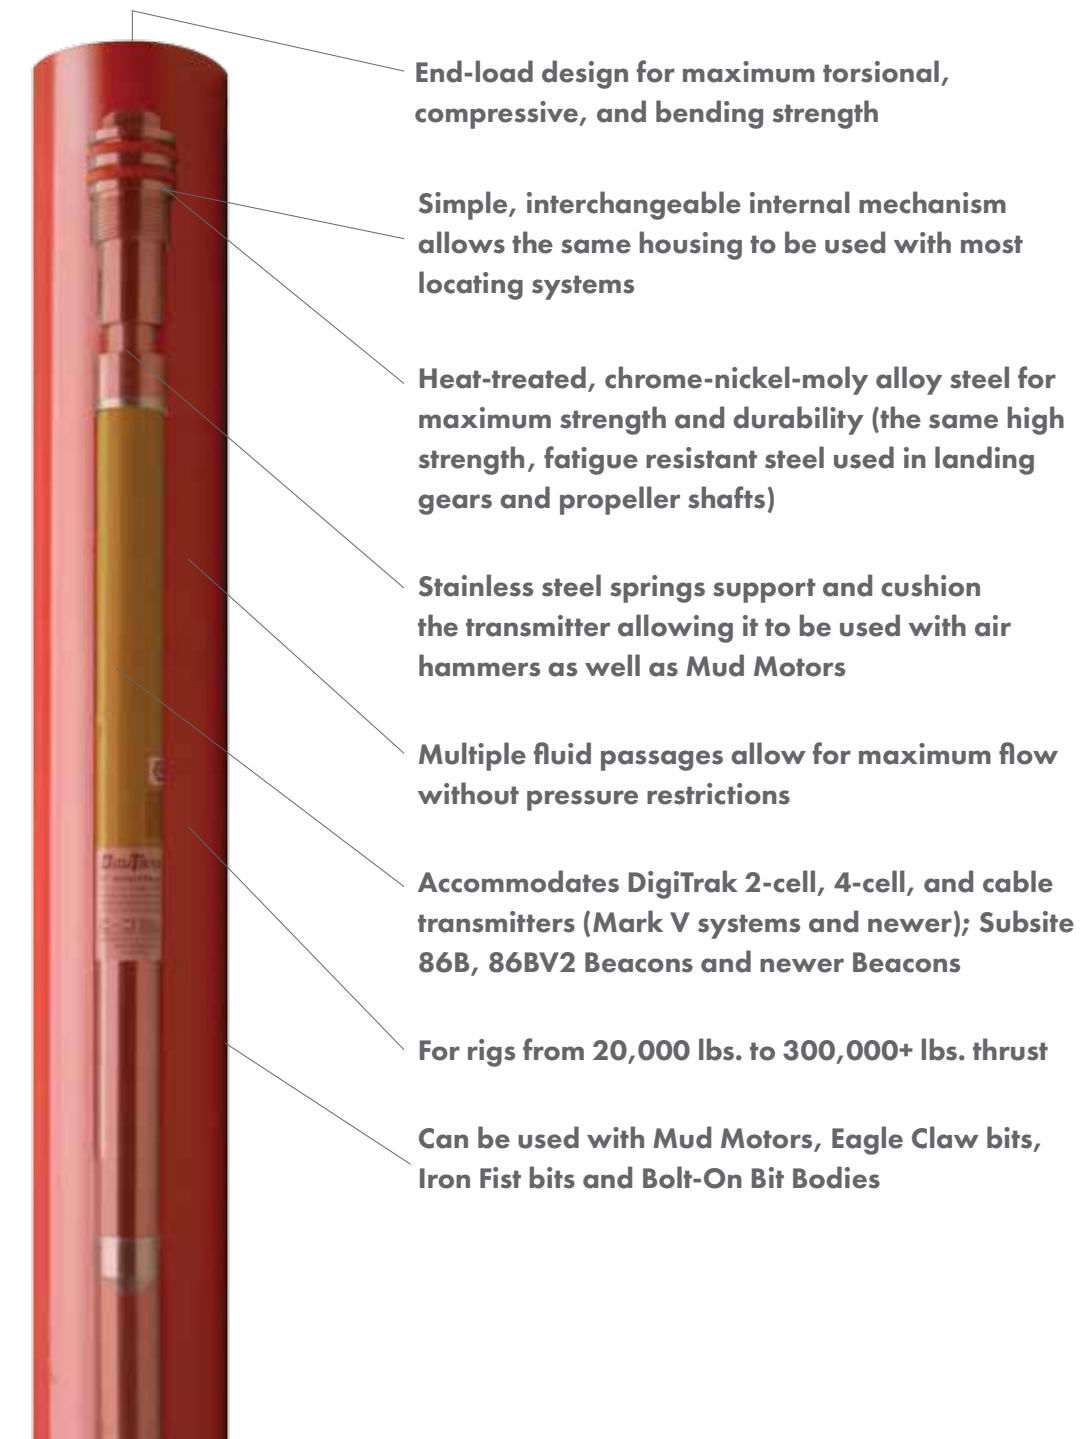 End-load design for maximum torsional,
compressive, and bending strength
Simple, interchangeable internal mechanism
allows the same housing to be used with most
locating systems
Heat-treated, chrome-nickel-moly alloy steel for
maximum strength and durability (the same high
strength, fatigue resistant steel used in landing
gears and propeller shafts)
Stainless steel springs support and cushion
the transmitter allowing it to be used with air
hammers as well as Mud Motors
Multiple fluid passages allow for maximum flow
without pressure restrictions
Accommodates DigiTrak 2-cell, 4-cell, and cable
transmitters (Mark V systems and newer); Subsite
86B, 86BV2 Beacons and newer Beacons
For rigs from 20,000 lbs. to 300,000+ lbs. thrust
Can be used with Mud Motors, Eagle Claw bits,
Iron Fist bits and Bolt-On Bit Bodies